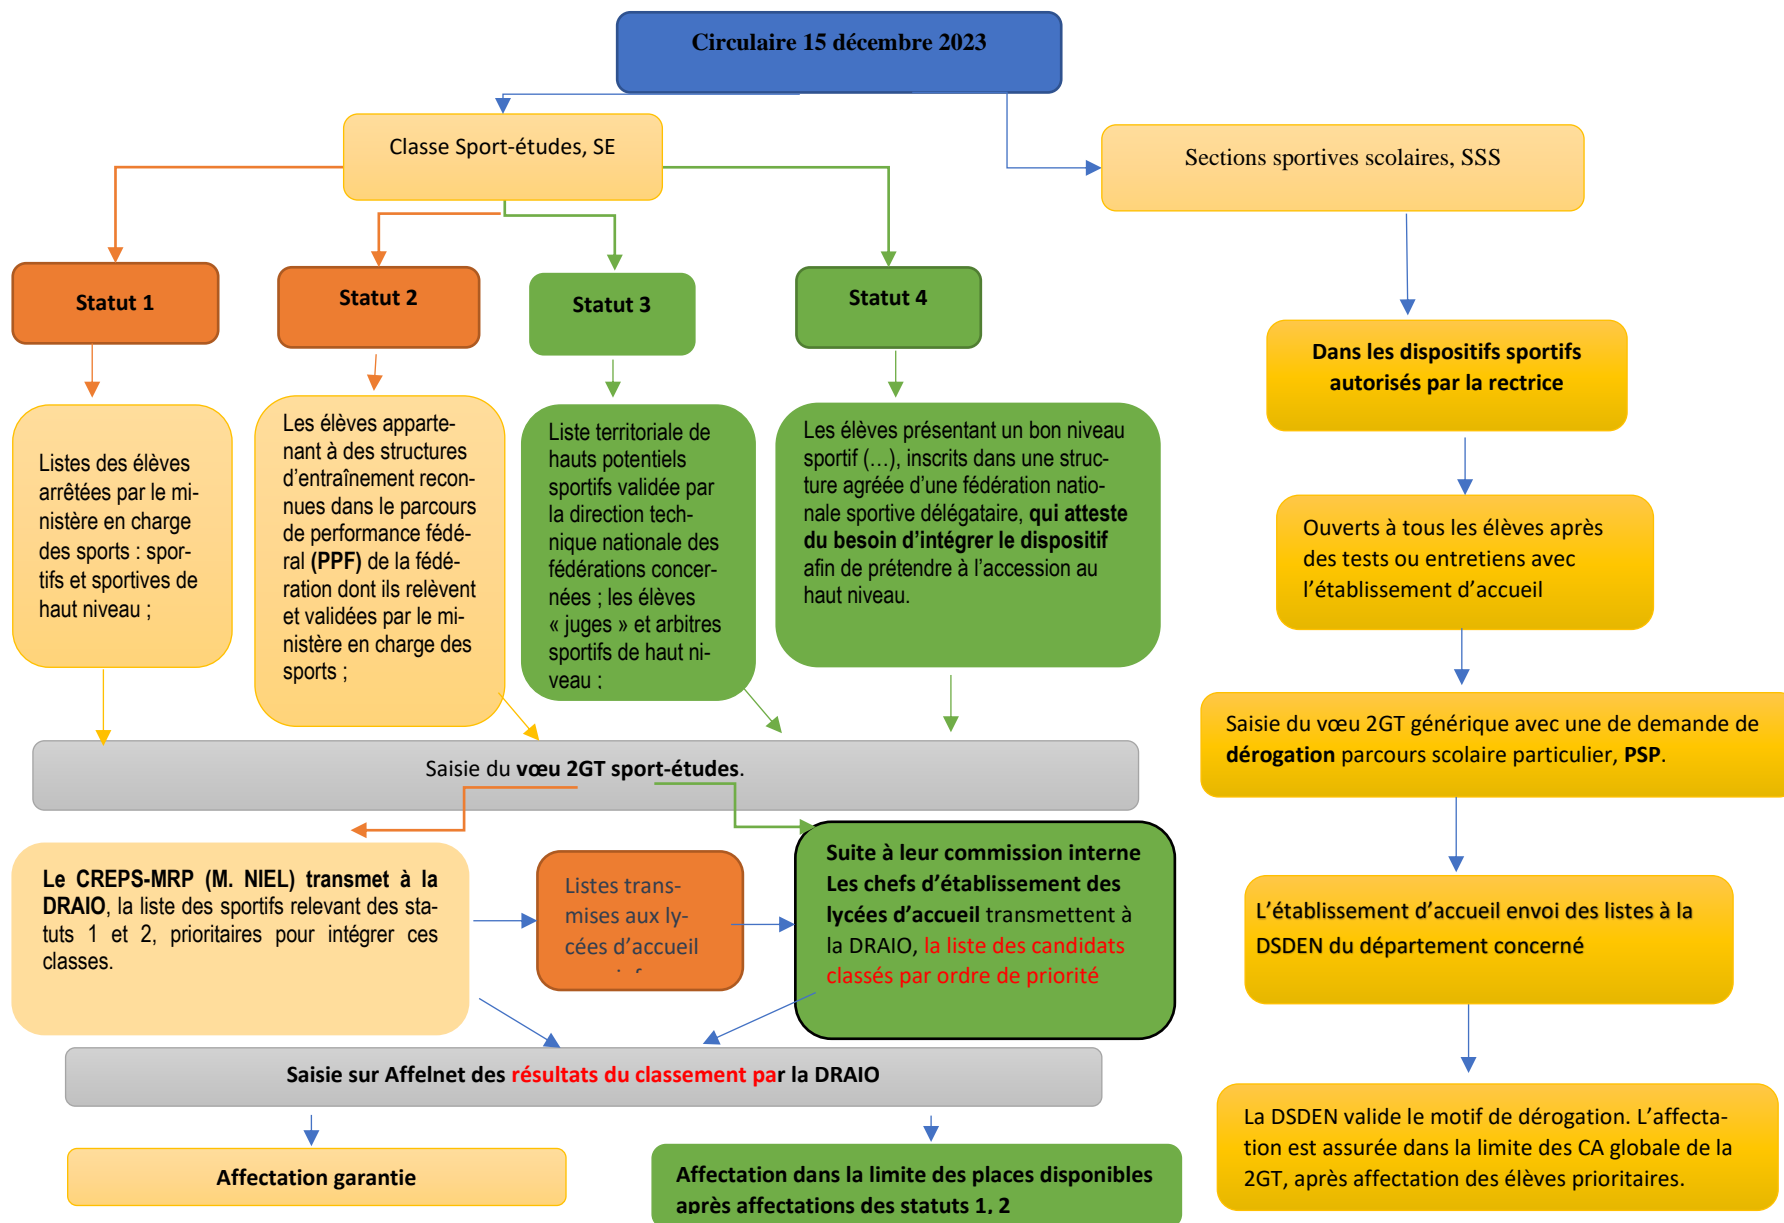 Circulaire 15 décembre 2023
Classe Sport-études, SE
Sections sportives scolaires, SSS
Statut 1
Statut 2
Statut 3
Statut 4
Listes des élèves
arrêtées par le mi-
nistère en charge
des sports : spor-
tifs et sportives de
haut niveau ;
Les élèves apparte-
nant à des structures
d'entraînement recon-
nues dans le parcours
de performance fédé-
ral (PPF) de la fédé-
ration dont ils relèvent
et validées par le mi-
nistère en charge des
sports ;
Liste territoriale de
hauts potentiels
sportifs validée par
la direction tech-
nique nationale des
fédérations concer-
nées ; les élèves
« juges » et arbitres
sportifs de haut ni-
veau ;
Les élèves présentant un bon niveau
sportif (…), inscrits dans une struc-
ture agréée d'une fédération natio-
nale sportive délégataire, qui atteste
du besoin d'intégrer le dispositif
afin de prétendre à l'accession au
haut niveau.
Saisie du vœu 2GT sport-études.
Le CREPS-MRP (M. NIEL) transmet à la
DRAIO, la liste des sportifs relevant des sta-
tuts 1 et 2, prioritaires pour intégrer ces
classes.
Listes trans-
mises aux ly-
cées d'accueil
Suite à leur commission interne
Les chefs d'établissement des
lycées d'accueil transmettent à
la DRAIO, la liste des candidats
classés par ordre de priorité
Saisie sur Affelnet des résultats du classement par la DRAIO
Affectation garantie
Affectation dans la limite des places disponibles
après affectations des statuts 1, 2
Dans les dispositifs sportifs
autorisés par la rectrice
Ouverts à tous les élèves après
des tests ou entretiens avec
l'établissement d'accueil
Saisie du vœu 2GT générique avec une de demande de
dérogation parcours scolaire particulier, PSP.
L'établissement d'accueil envoi des listes à la
DSDEN du département concerné
La DSDEN valide le motif de dérogation. L'affecta-
tion est assurée dans la limite des CA globale de la
2GT, après affectation des élèves prioritaires.